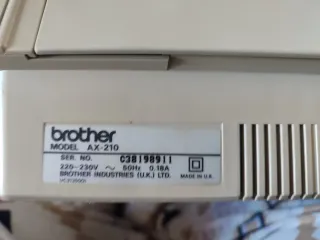 brother
MODEL AX-210
SER. NO. C38198911
220-230V ~ 50Hz 0.18A
BROTHER INDUSTRIES (U.K.) LTD. MADE IN U.K.